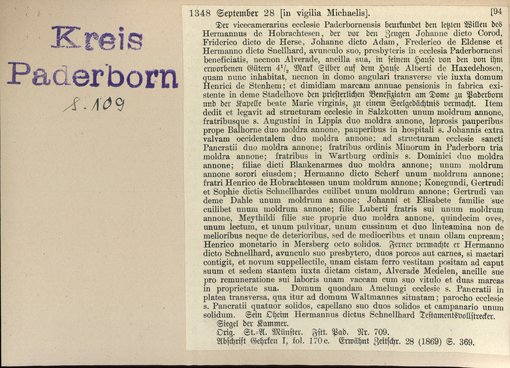 Kreis
Paderborn
S. 109
1348 September 28 [in vigilia Michaelis]. [94
Der vicecamerarius ecclesie Paderbornensis beurkundet den letzten Willen des
Hermannus de Hobrachtesen, der vor den Zeugen Johanne dicto Corod,
Friderico dicto de Herse, Johanne dicto Adam, Frederico de Eldense et
Hermanno dicto Snellhard, avunculo suo, presbyteris in ecclesia Paderbornensi
beneficiatis, necnon Alverade, ancilla sua, in seinem Hause von den von ihm
erworbenen Gütern 4½ Mark Silber auf dem Hause Alberti de Haxedehosen,
quam nunc inhabitat, necnon in domo angulari transverse vie iuxta domum
Henrici de Stenhem; et dimidiam marcam annuae pensionis in fabrica exi-
stente in deme Stadelhove den priesterlichen Benefiziaten am Dome zu Paderborn
und der Kapelle beate Marie virginis, zu einem Seelgedächtnis vermacht. Item
dedit et legavit ad structuram ecclesie in Salzkotten unum moldrum annone,
fratribusque s. Augustini in Lippia duo moldra annone, leprosis pauperibus
prope Balhorne duo moldra annone, pauperibus in hospitali s. Johannis extra
valvam occidentalem duo moldra annone; ad structuram ecclesie sancti
Pancratii duo moldra annone; fratribus ordinis Minorum in Paderborn tria
moldra annone; fratribus in Wartburg ordinis s. Dominici duo moldra
annone; filiae dicti Blankenarmes duo moldra annone; unum moldrum
annone sorori eiusdem; Hermanno dicto Scherf unum moldrum annone;
fratri Henrico de Hobrachtessen unum moldrum annone; Konegundi, Gertrudi
et Sophie dictis Schnellhardes cuilibet unum moldrum annone; Gertrudi van
deme Dahle unum moldrum annone; Johanni et Elisabete familie sue
cuilibet unum moldrum annone; filie Luberti fratris sui unum moldrum
annone, Meythildi filie sue proprie duo moldra annone, quindecim oves,
unum lectum, et unum pulvinar, unum cussinum et duo linteamina non de
melioribus neque de deterioribus, sed de mediocribus et unam ollam cupream;
Henrico monetario in Mersberg octo solidos. Ferner vermachte er Hermanno
dicto Schnellhard, avunculo suo presbytero, duos porcos aut carnes, si mactari
contigit, et novum suppellectile, unam cistam ferro vestitam positam ad caput
suum et sedem stantem iuxta dictam cistam, Alverade Medelen, ancille sue
pro remuneratione sui laboris unam vaccam cum suo vitulo et duas marcas
in proprietate sua. Domum quondam Amelungi ecclesie s. Pancratii in
platea transversa, qua itur ad domum Waltmannes situatam; parocho ecclesie
s. Pancratii quatuor solidos, capellano suo duos solidos et campanario unum
solidum. Sein Oheim Hermannus dictus Schnellhard Testamentsvollstrecker.
Siegel der Kammer.
Orig. St.-A. Münster. Fstt. Pad. Nr. 709.
Abschrift Gehrken I, fol. 170 e. Erwähnt Zeitschr. 28 (1869) S. 369.